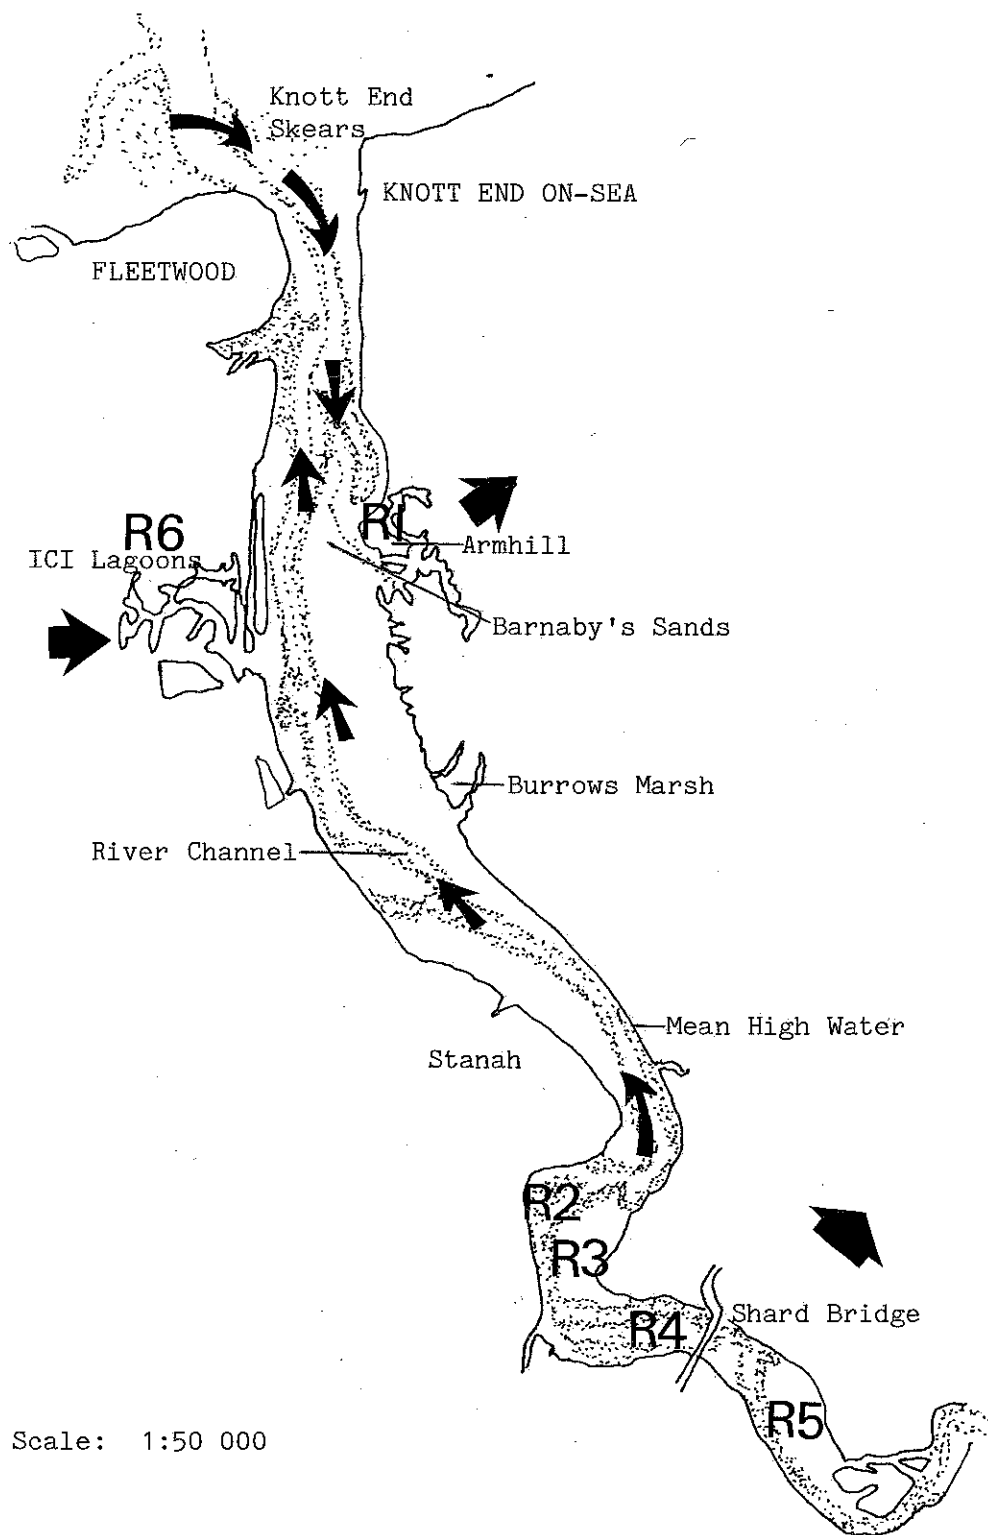 Knott End
Skears
KNOTT END ON-SEA
FLEETWOOD
R6
R1
ICI Lagoons
Armhill
Barnaby's Sands
Burrows Marsh
River Channel
Mean High Water
Stanah
R2
R3
Shard Bridge
R4
R5
Scale: 1:50 000